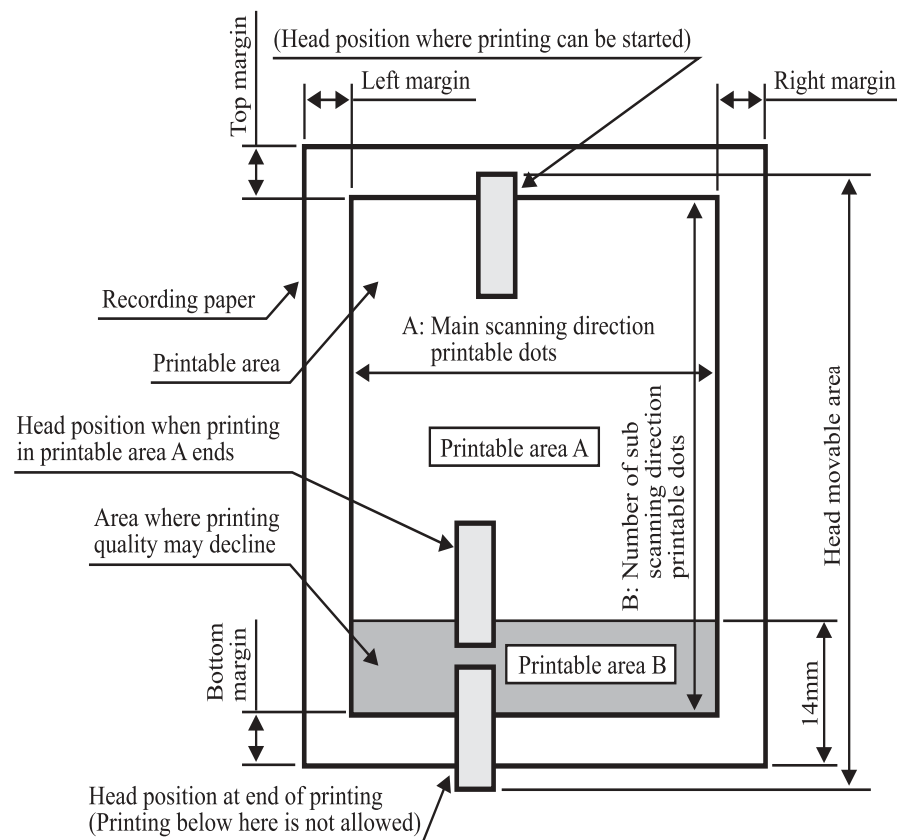 (Head position where printing can be started)
Top margin
Left margin
Right margin
Recording paper
Printable area
A: Main scanning direction
printable dots
Head position when printing
in printable area A ends
Printable area A
B: Number of sub
scanning direction
printable dots
Head movable area
Area where printing
quality may decline
Bottom
margin
Printable area B
14mm
Head position at end of printing
(Printing below here is not allowed)